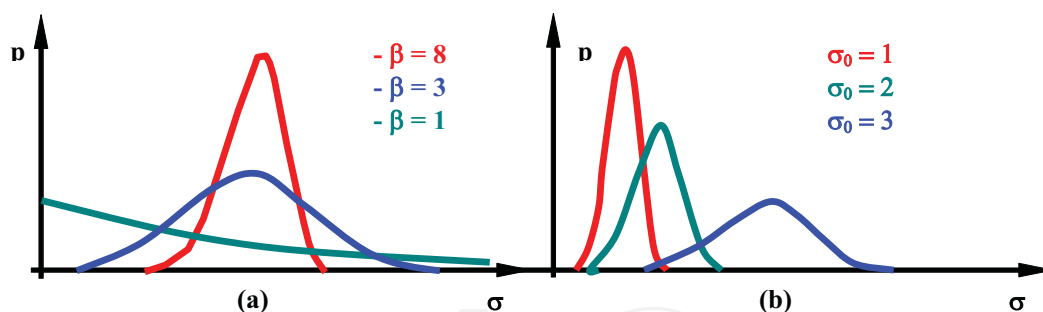 p
- β = 8
- β = 3
- β = 1
(a)
σ
p
σ₀ = 1
σ₀ = 2
σ₀ = 3
(b)
σ